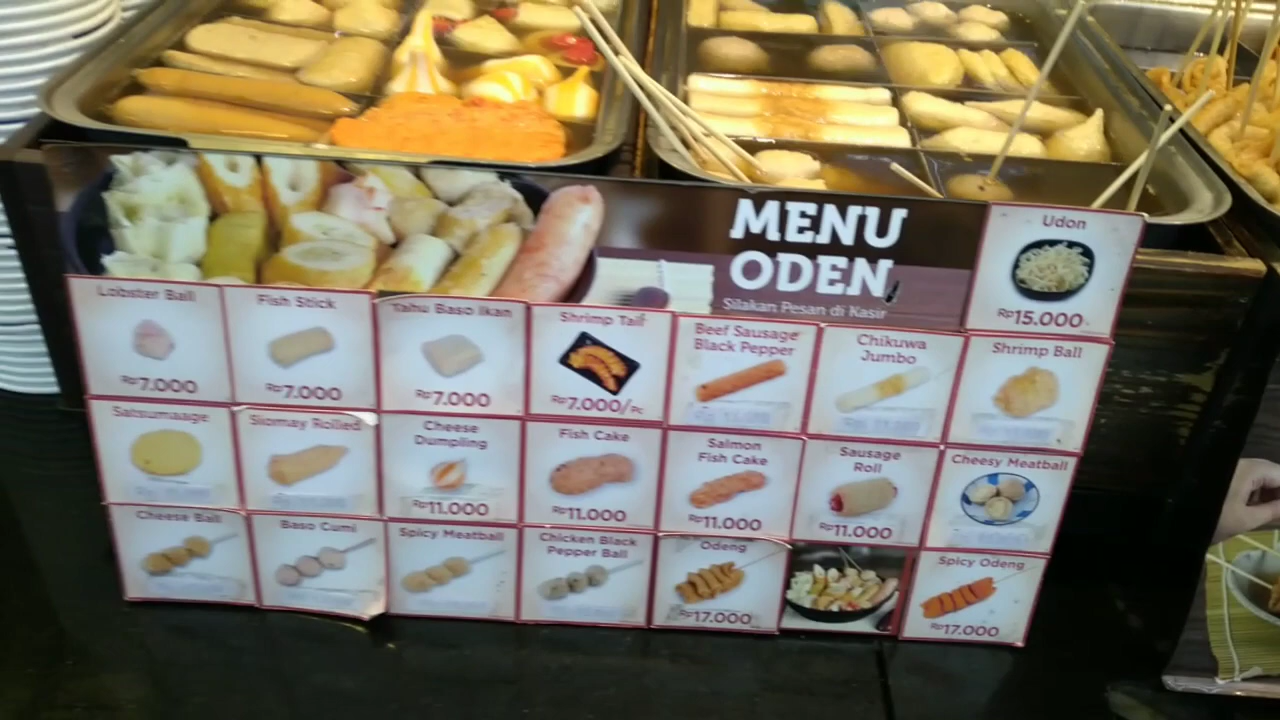 MENU
ODEN
Silakan Pesan di Kasir
Udon
Rp15.000
Lobster Ball
Rp7.000
Fish Stick
Rp7.000
Tahu Baso Ikan
Rp7.000
Shrimp Tail
Rp7.000/Pc
Beef Sausage
Black Pepper
Chikuwa
Jumbo
Shrimp Ball
Satsumaage
Siomay Rolled
Cheese
Dumpling
Rp11.000
Fish Cake
Rp11.000
Salmon
Fish Cake
Rp11.000
Sausage
Roll
Rp11.000
Cheesy Meatball
Cheese Ball
Baso Cumi
Spicy Meatball
Chicken Black
Pepper Ball
Odeng
Rp17.000
Spicy Odeng
Rp17.000